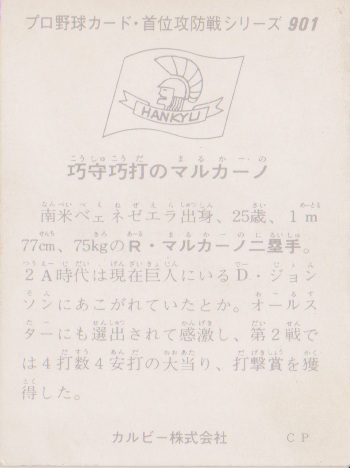 プロ野球カード・首位攻防戦シリーズ 901
HANKYU
巧守巧打のマルカーノ
南米ベェネゼエラ出身、25歳、1m
77cm、75kgのR・マルカーノ二塁手。
2A時代は現在巨人にいるD・ジョン
ソンにあこがれていたとか。オールス
ターにも選出されて感激し、第2戦で
は4打数4安打の大当り、打撃賞を獲
得した。
カルビー株式会社 CP